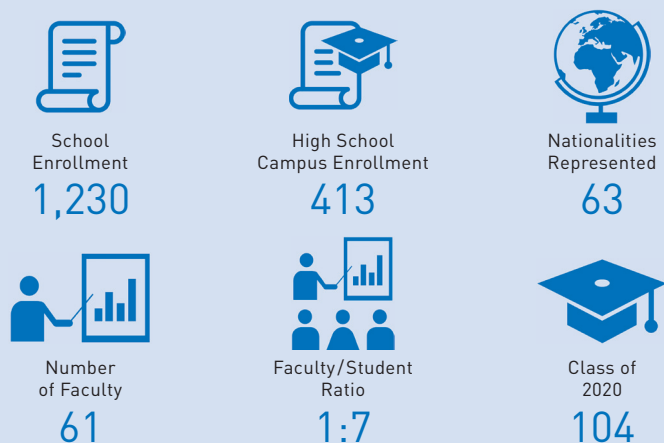 School
Enrollment
1,230
High School
Campus Enrollment
413
Nationalities
Represented
63
Number
of Faculty
61
Faculty/Student
Ratio
1:7
Class of
2020
104